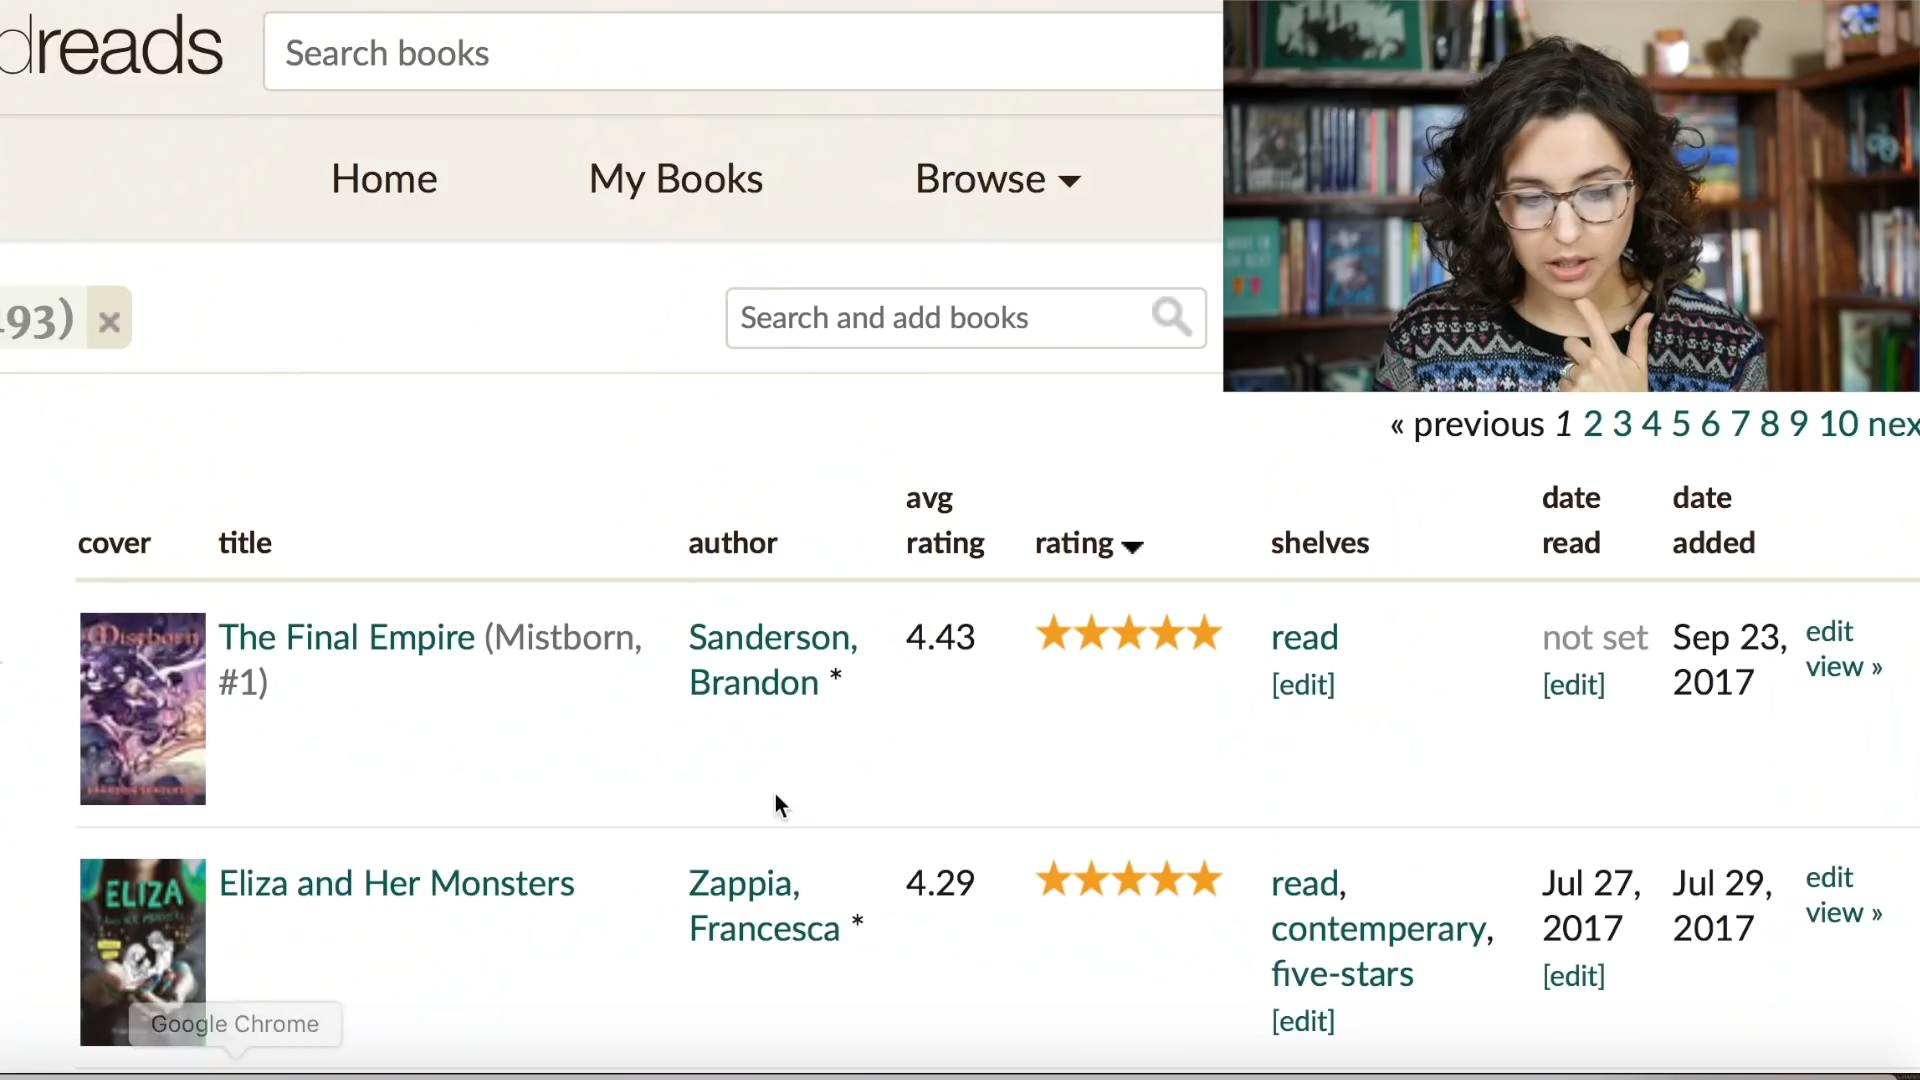 dreads
Search books
Home My Books Browse
493) ×
Search and add books
« previous 1 2 3 4 5 6 7 8 9 10 nex
cover title author avg rating rating shelves date read date added
The Final Empire (Mistborn, #1)
Sanderson, Brandon *
4.43
read
[edit]
not set
[edit]
Sep 23, 2017
edit
view »
Mistborn
Eliza and Her Monsters
Zappia, Francesca *
4.29
read,
contemperary,
five-stars
[edit]
Jul 27, 2017
[edit]
Jul 29, 2017
edit
view »
ELIZA
Google Chrome